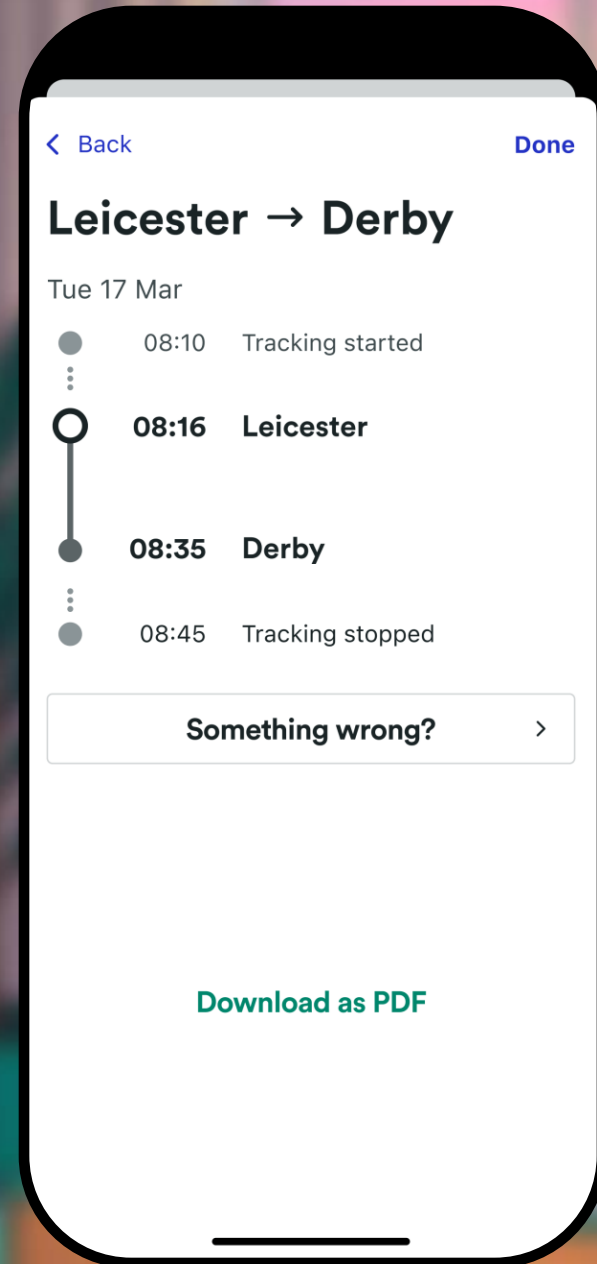 Back Done
Leicester → Derby
Tue 17 Mar
08:10 Tracking started
08:16 Leicester
08:35 Derby
08:45 Tracking stopped
Something wrong?
Download as PDF